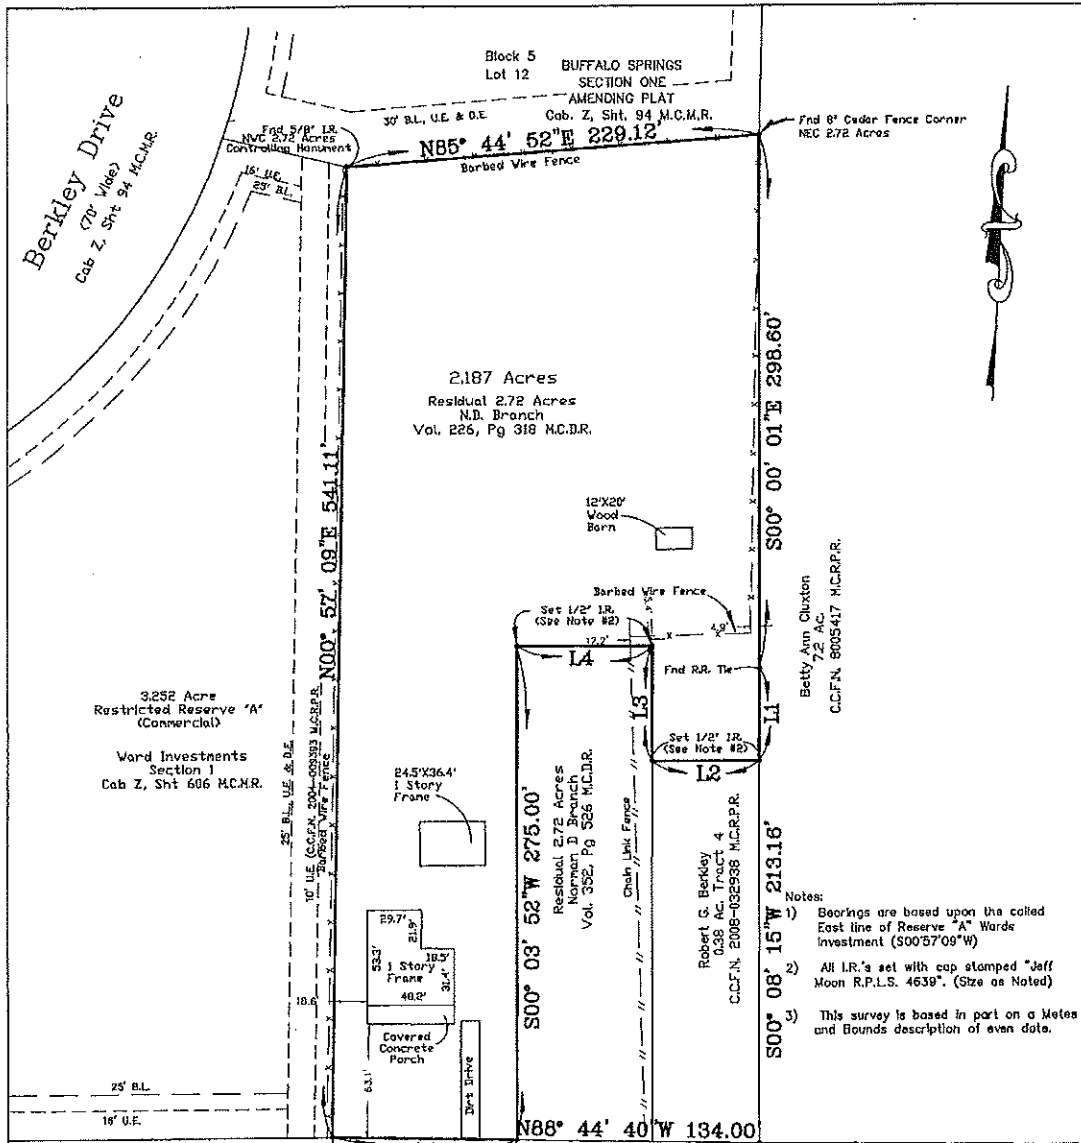 Block 5
Lot 12
BUFFALO SPRINGS
SECTION ONE
AMENDING PLAT
Cab. Z, Sht. 94 M.C.M.R.
30' B.L., U.E. & D.E.
Fnd 5/8" I.R.
NWC 2.72 Acres
Controlling Monument
N85° 44' 52"E 229.12'
Barbed Wire Fence
Fnd 8" Cedar Fence Corner
NEC 2.72 Acres
Berkley Drive
(70' Wide)
Cab Z, Sht 94 M.C.M.R.
16' U.E.
25' B.L.
2.187 Acres
Residual 2.72 Acres
N.D. Branch
Vol. 226, Pg 318 M.C.D.R.
S00° 00' 01"E 298.60'
N00° 57' 09"E 541.11'
12'X20'
Wood
Barn
Barbed Wire Fence
4.9'
Set 1/2" I.R.
(See Note #2)
12.2'
L4
Fnd R.R. Tie
L3
L1
Set 1/2" I.R.
(See Note #2)
L2
Betty Ann Cluxton
7.2 Ac.
C.C.F.N. 8005417 M.C.R.P.R.
3.252 Acre
Restricted Reserve "A"
(Commercial)
Ward Investments
Section 1
Cab Z, Sht 606 M.C.M.R.
25' B.L., U.E. & D.E.
10' U.E. (C.C.F.N. 2004-009393 M.C.R.P.R.
Barbed Wire Fence
24.5'X36.4'
1 Story
Frame
S00° 03' 52"W 275.00'
Residual 2.72 Acres
Norman D Branch
Vol. 352, Pg 526 M.C.D.R.
Chain Link Fence
Robert G. Berkley
0.38 Ac. Tract 4
C.C.F.N. 2008-032938 M.C.R.P.R.
S00° 08' 15"W 213.16'
29.7'
21.9'
53.3'
1 Story
Frame
18.5'
31.4'
48.2'
18.6'
Covered
Concrete
Porch
63.1'
Dirt Drive
25' B.L.
16' U.E.
N88° 44' 40"W 134.00
Notes:
1) Bearings are based upon the called
East line of Reserve "A" Wards
Investment (S00°57'09"W)
2) All I.R.'s set with cap stamped "Jeff
Moon R.P.L.S. 4639". (Size as Noted)
3) This survey is based in part on a Metes
and Bounds description of even date.